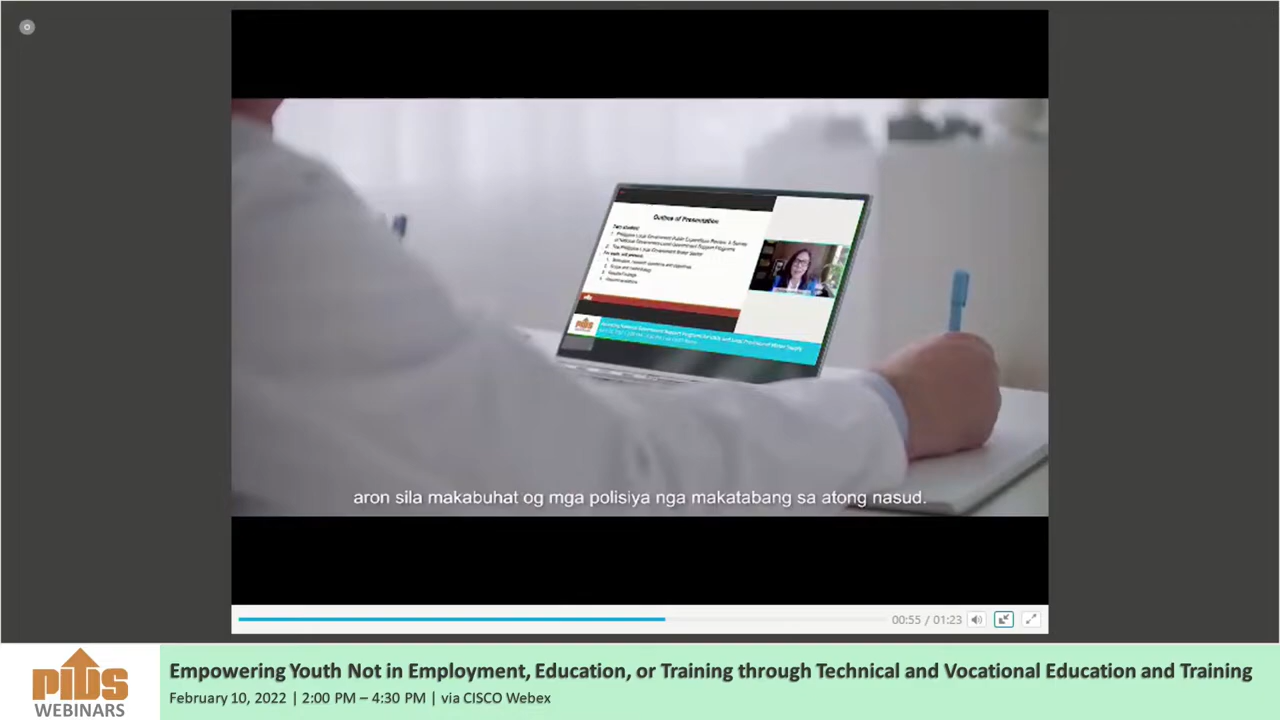 Outline of Presentation
Two studies
aron sila makabuhat og mga polisiya nga makatabang sa atong nasud.
00:55 / 01:23
PIDS
WEBINARS
Empowering Youth Not in Employment, Education, or Training through Technical and Vocational Education and Training
February 10, 2022 | 2:00 PM – 4:30 PM | via CISCO Webex